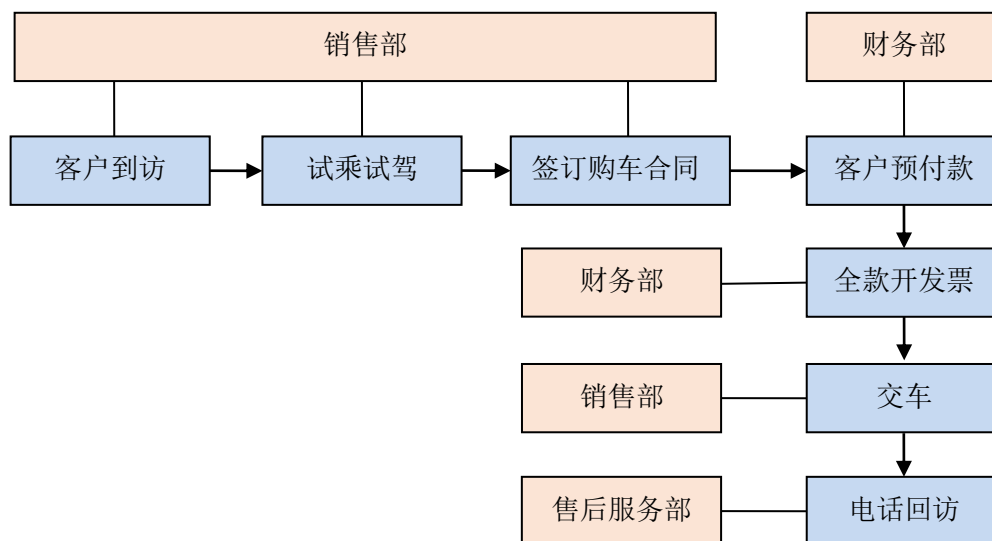 销售部
财务部
客户到访
试乘试驾
签订购车合同
客户预付款
财务部
全款开发票
销售部
交车
售后服务部
电话回访